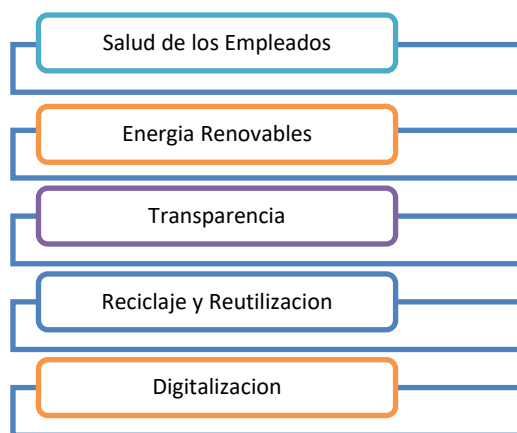 Salud de los Empleados
Energia Renovables
Transparencia
Reciclaje y Reutilizacion
Digitalizacion